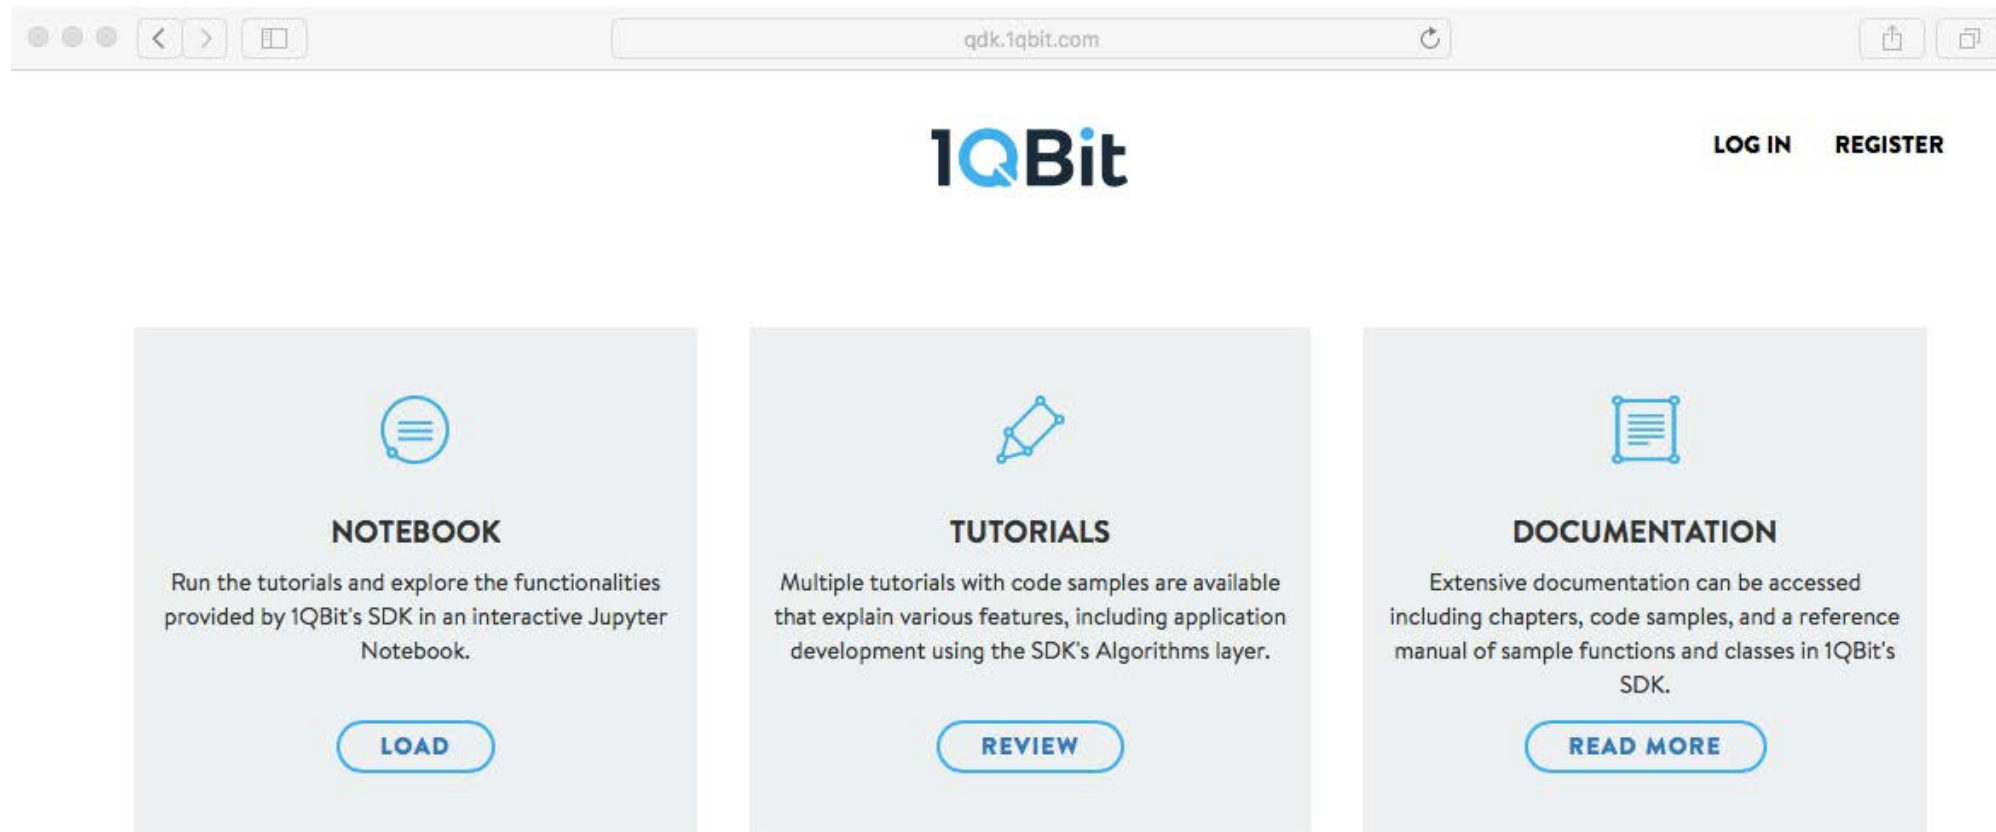 qdk.1qbit.com
1QBit
LOG IN REGISTER
NOTEBOOK
Run the tutorials and explore the functionalities
provided by 1QBit's SDK in an interactive Jupyter
Notebook.
LOAD
TUTORIALS
Multiple tutorials with code samples are available
that explain various features, including application
development using the SDK's Algorithms layer.
REVIEW
DOCUMENTATION
Extensive documentation can be accessed
including chapters, code samples, and a reference
manual of sample functions and classes in 1QBit's
SDK.
READ MORE